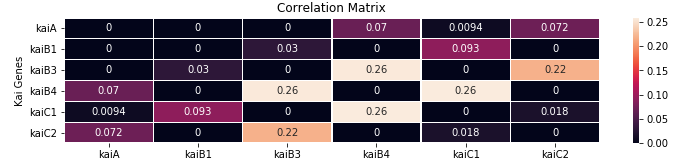 Correlation Matrix
Kai Genes
kaiA 0 0 0 0.07 0.0094 0.072
kaiB1 0 0 0.03 0 0.093 0
kaiB3 0 0.03 0 0.26 0 0.22
kaiB4 0.07 0 0.26 0 0.26 0
kaiC1 0.0094 0.093 0 0.26 0 0.018
kaiC2 0.072 0 0.22 0 0.018 0
kaiA kaiB1 kaiB3 kaiB4 kaiC1 kaiC2
0.25
0.20
0.15
0.10
0.05
0.00